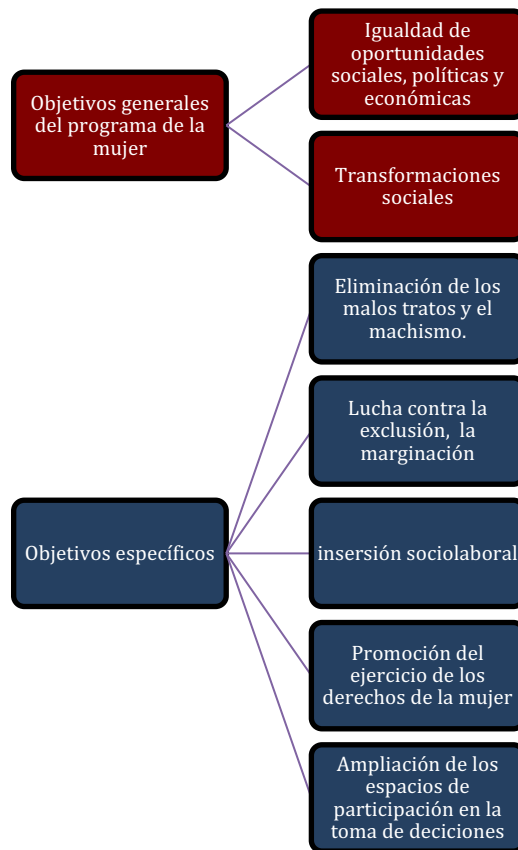 Objetivos generales
del programa de la
mujer
Igualdad de
oportunidades
sociales, políticas y
económicas
Transformaciones
sociales
Objetivos específicos
Eliminación de los
malos tratos y el
machismo.
Lucha contra la
exclusión, la
marginación
insersión sociolaboral
Promoción del
ejercicio de los
derechos de la mujer
Ampliación de los
espacios de
participación en la
toma de deciciones